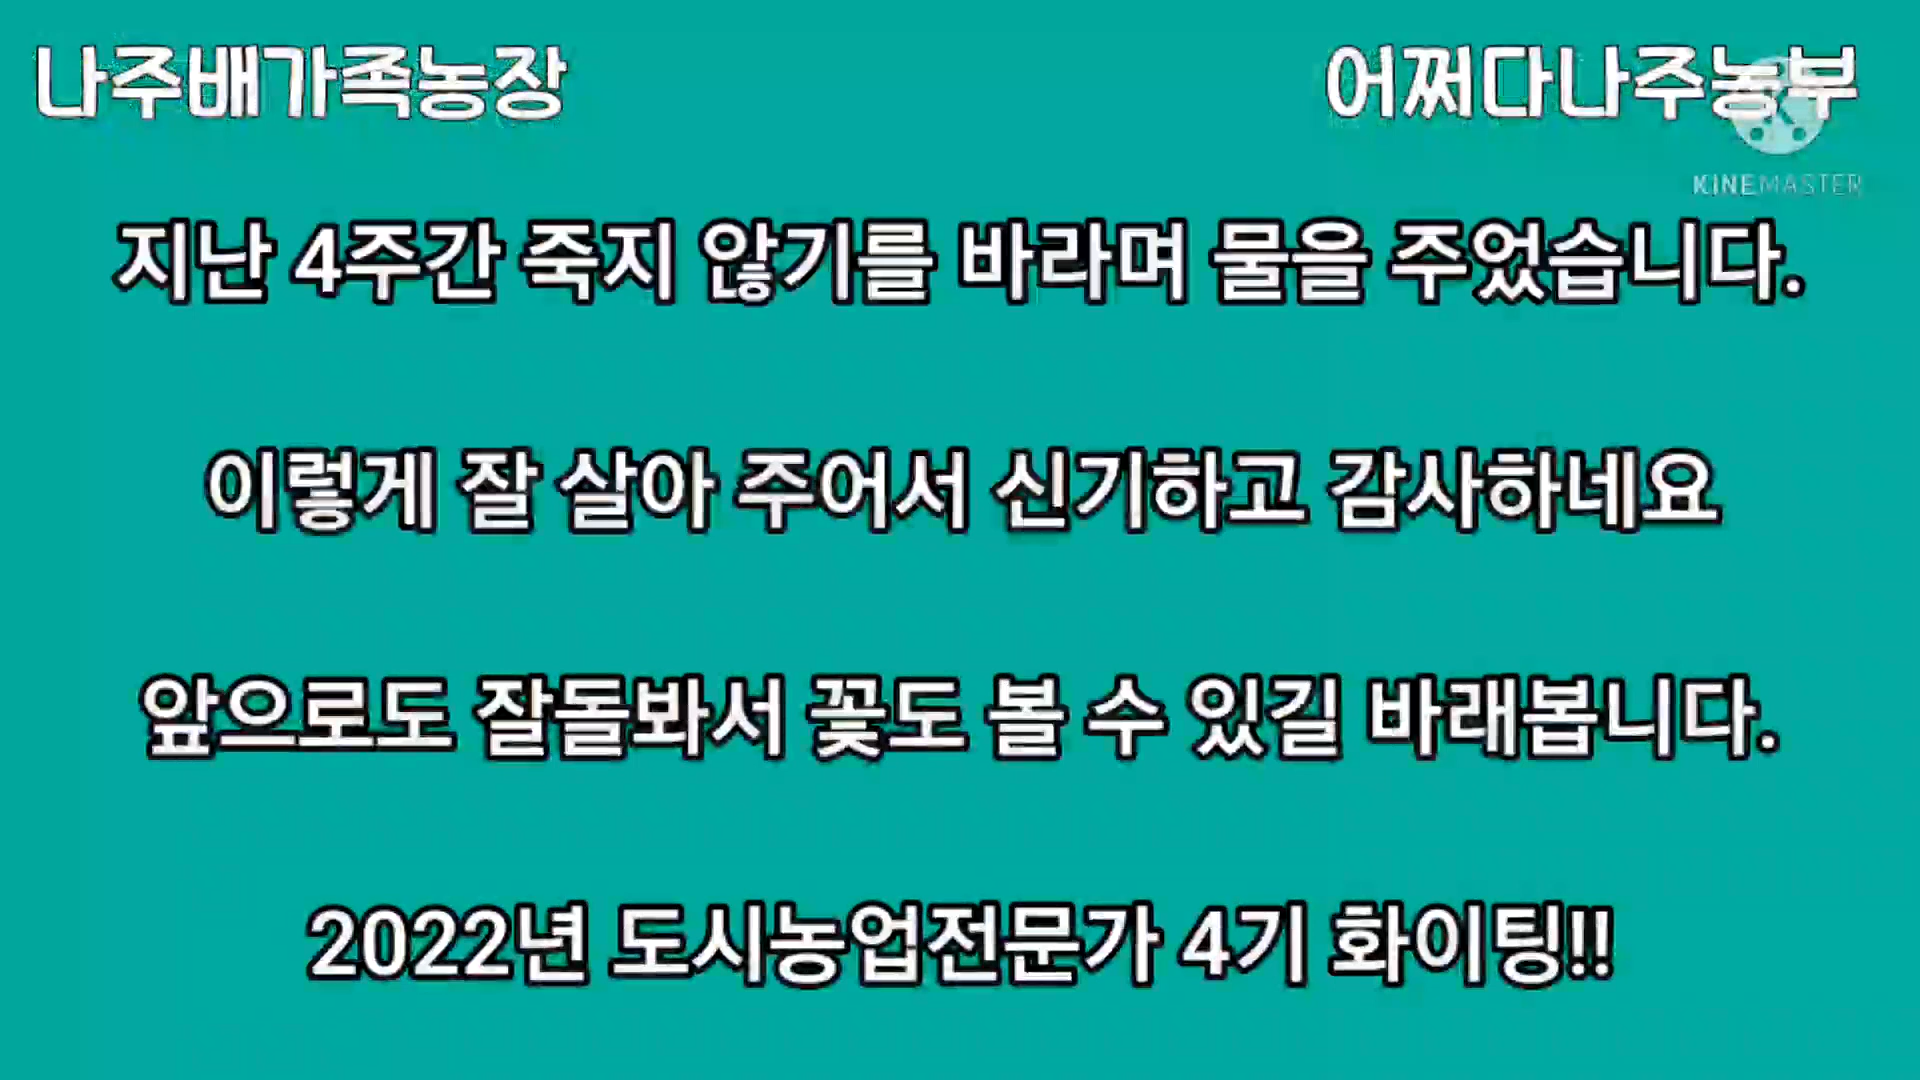 나주배가족농장
어쩌다나주농부
KINEMASTER
지난 4주간 죽지 않기를 바라며 물을 주었습니다.
이렇게 잘 살아 주어서 신기하고 감사하네요
앞으로도 잘돌봐서 꽃도 볼 수 있길 바래봅니다.
2022년 도시농업전문가 4기 화이팅!!